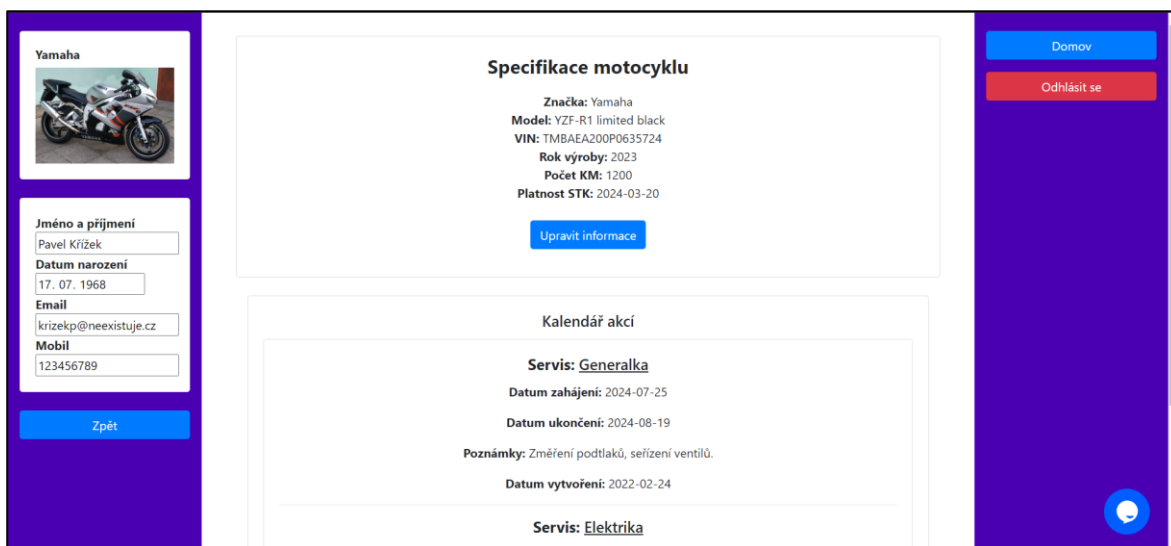 Yamaha
Jméno a příjmení
Pavel Křížek
Datum narození
17. 07. 1968
Email
krizekp@neexistuje.cz
Mobil
123456789
Zpět
Specifikace motocyklu
Značka: Yamaha
Model: YZF-R1 limited black
VIN: TMBAEA200P0635724
Rok výroby: 2023
Počet KM: 1200
Platnost STK: 2024-03-20
Upravit informace
Kalendář akcí
Servis: Generalka
Datum zahájení: 2024-07-25
Datum ukončení: 2024-08-19
Poznámky: Změření podtlaků, seřízení ventilů.
Datum vytvoření: 2022-02-24
Servis: Elektrika
Domov
Odhlásit se